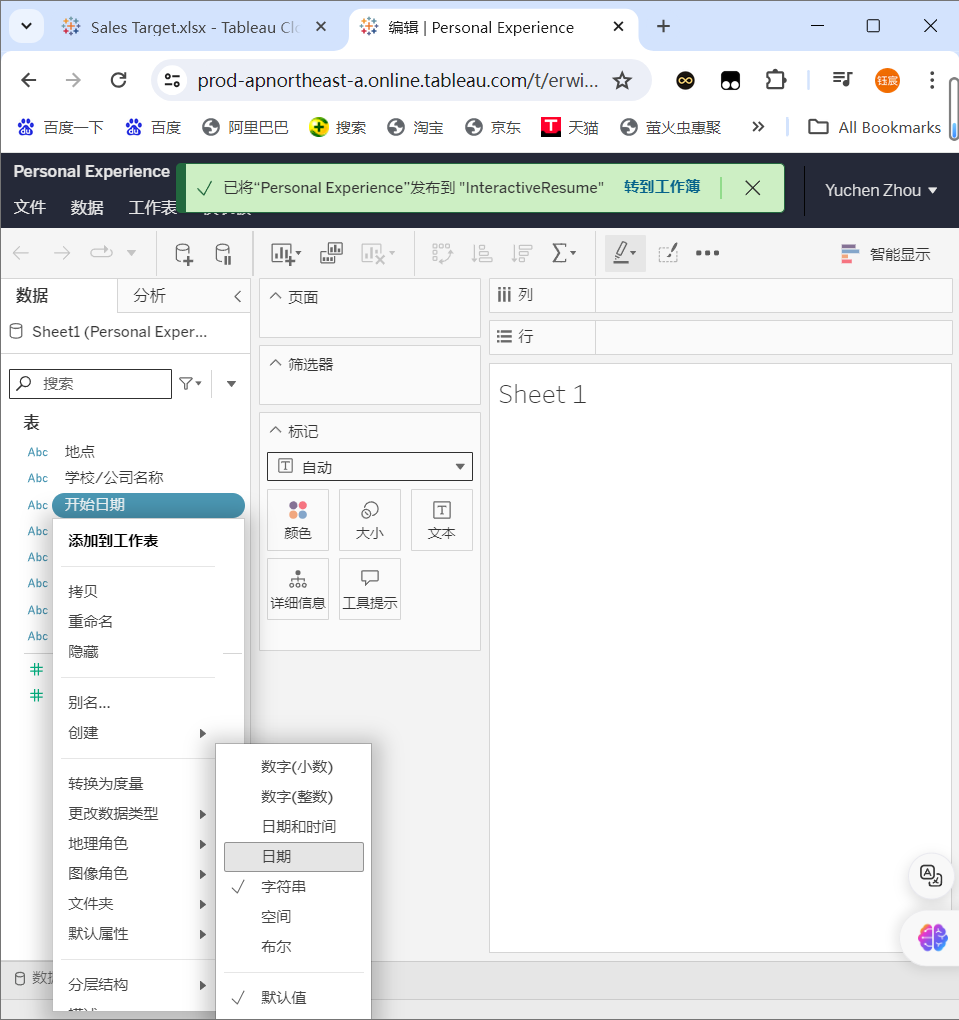 Sales Target.xlsx - Tableau Clo
编辑 | Personal Experience
prod-apnortheast-a.online.tableau.com/t/erwi...
钰宸
百度一下
百度
阿里巴巴
搜索
淘宝
京东
T 天猫
萤火虫惠聚
All Bookmarks
Personal Experience
已将“Personal Experience”发布到 "InteractiveResume"
转到工作簿
Yuchen Zhou
文件
数据
工作表
智能显示
数据
分析
Sheet1 (Personal Exper...
搜索
表
Abc 地点
Abc 学校/公司名称
Abc 开始日期
Abc
Abc
Abc
Abc
Abc
添加到工作表
拷贝
重命名
隐藏
别名...
创建
转换为度量
更改数据类型
地理角色
图像角色
文件夹
默认属性
分层结构
数字(小数)
数字(整数)
日期和时间
日期
字符串
空间
布尔
默认值
页面
筛选器
标记
T 自动
颜色
大小
文本
详细信息
工具提示
列
行
Sheet 1